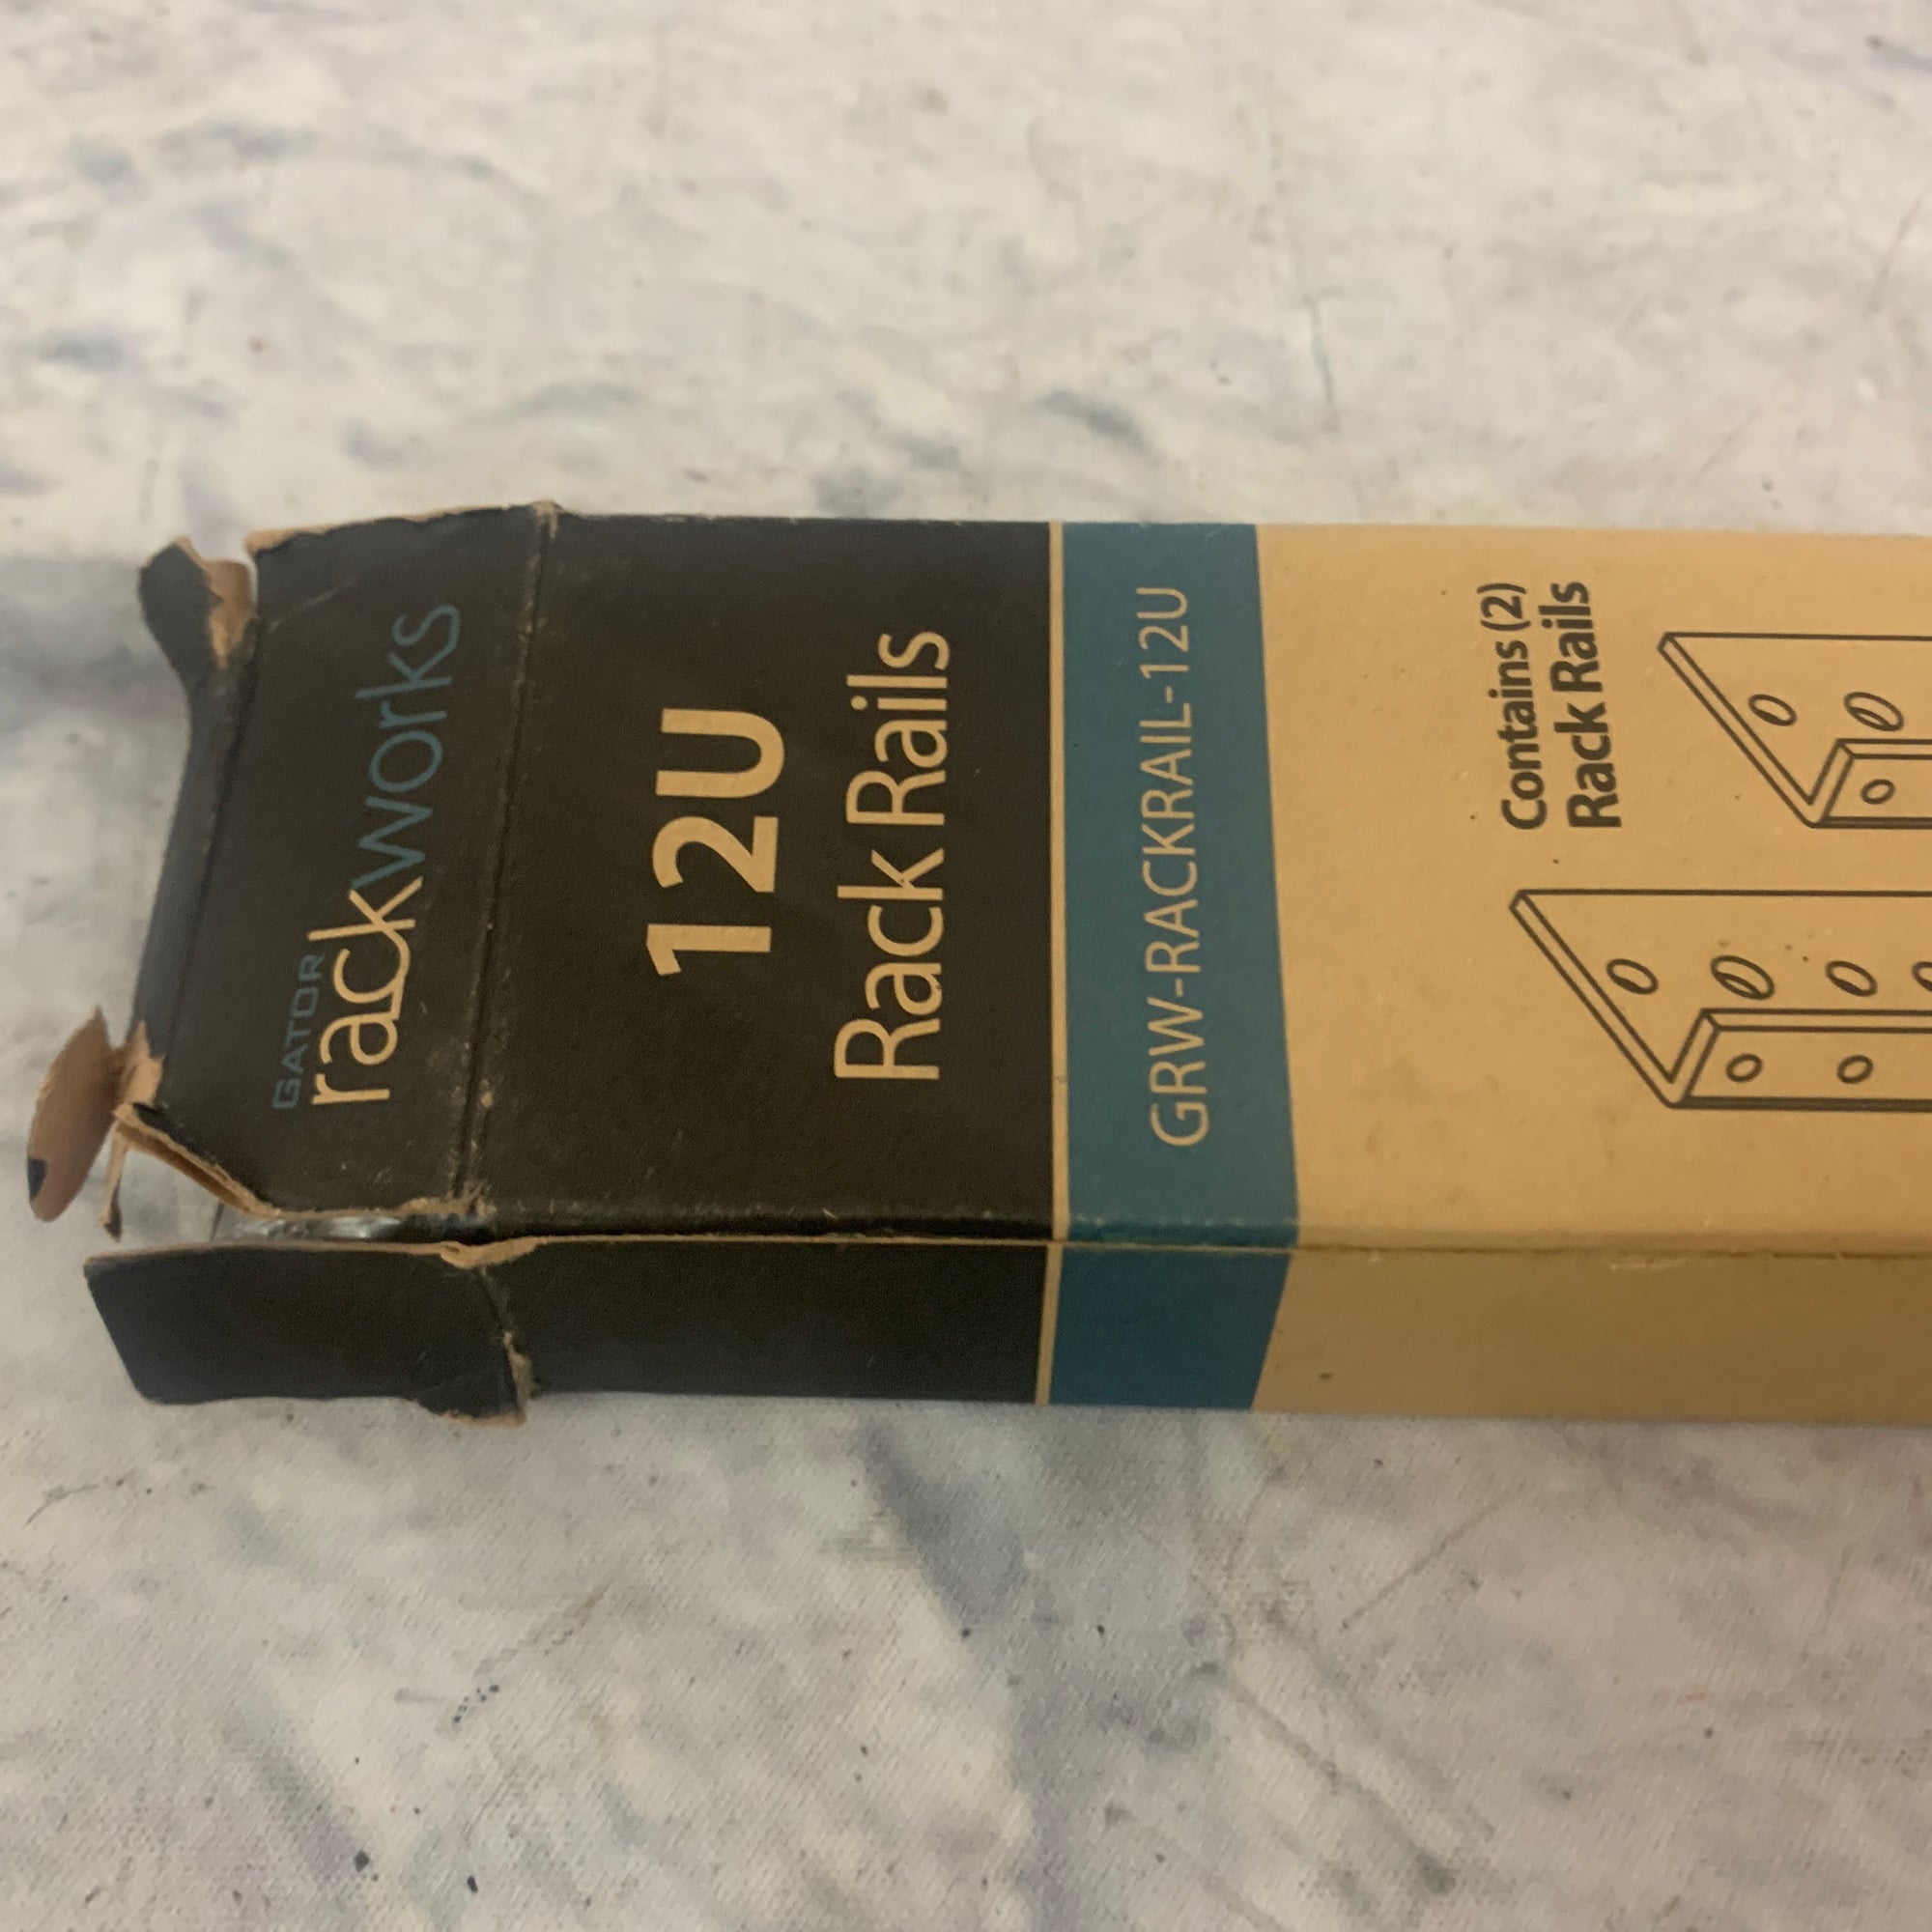 GATOR
rackworks
12U
Rack Rails
GRW-RACKRAIL-12U
Contains (2)
Rack Rails